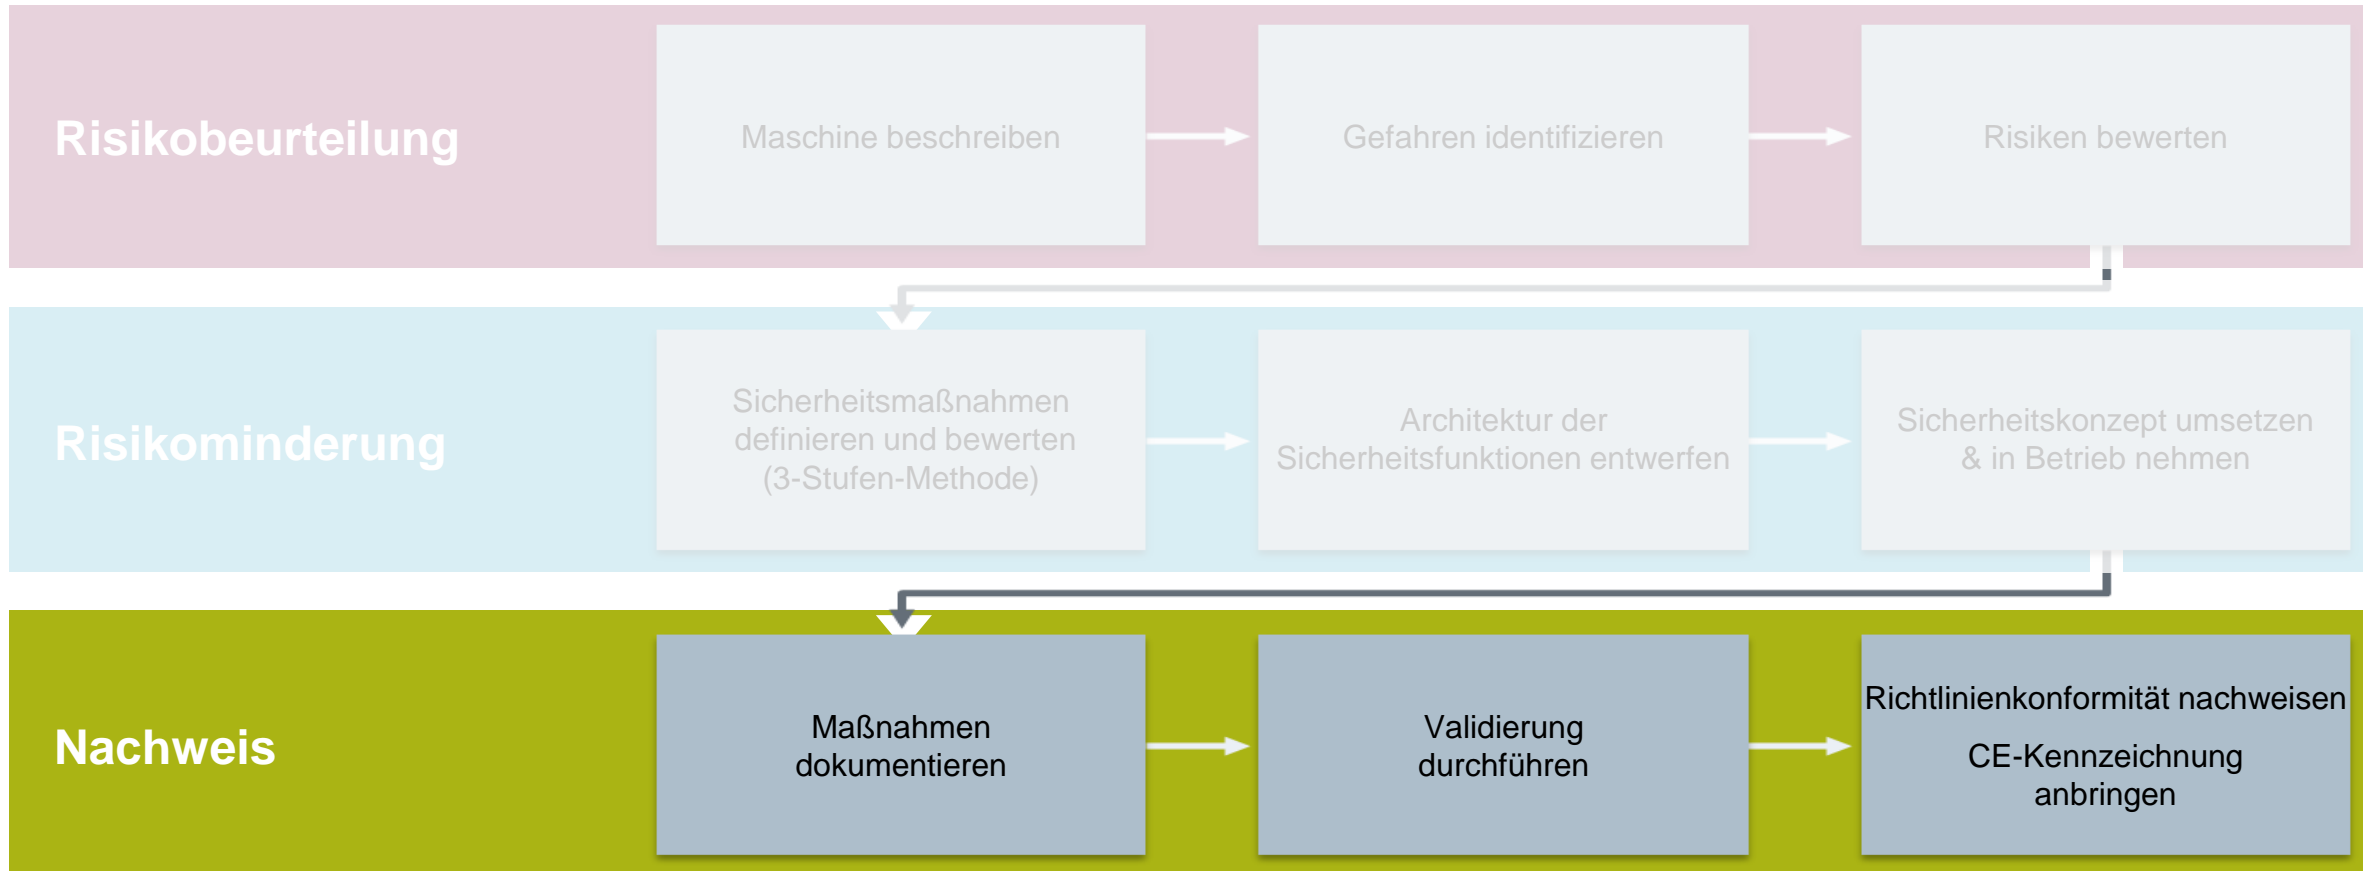 Risikobeurteilung
Maschine beschreiben
Gefahren identifizieren
Risiken bewerten
Risikominderung
Sicherheitsmaßnahmen
definieren und bewerten
(3-Stufen-Methode)
Architektur der
Sicherheitsfunktionen entwerfen
Sicherheitskonzept umsetzen
& in Betrieb nehmen
Nachweis
Maßnahmen
dokumentieren
Validierung
durchführen
Richtlinienkonformität nachweisen
CE-Kennzeichnung
anbringen